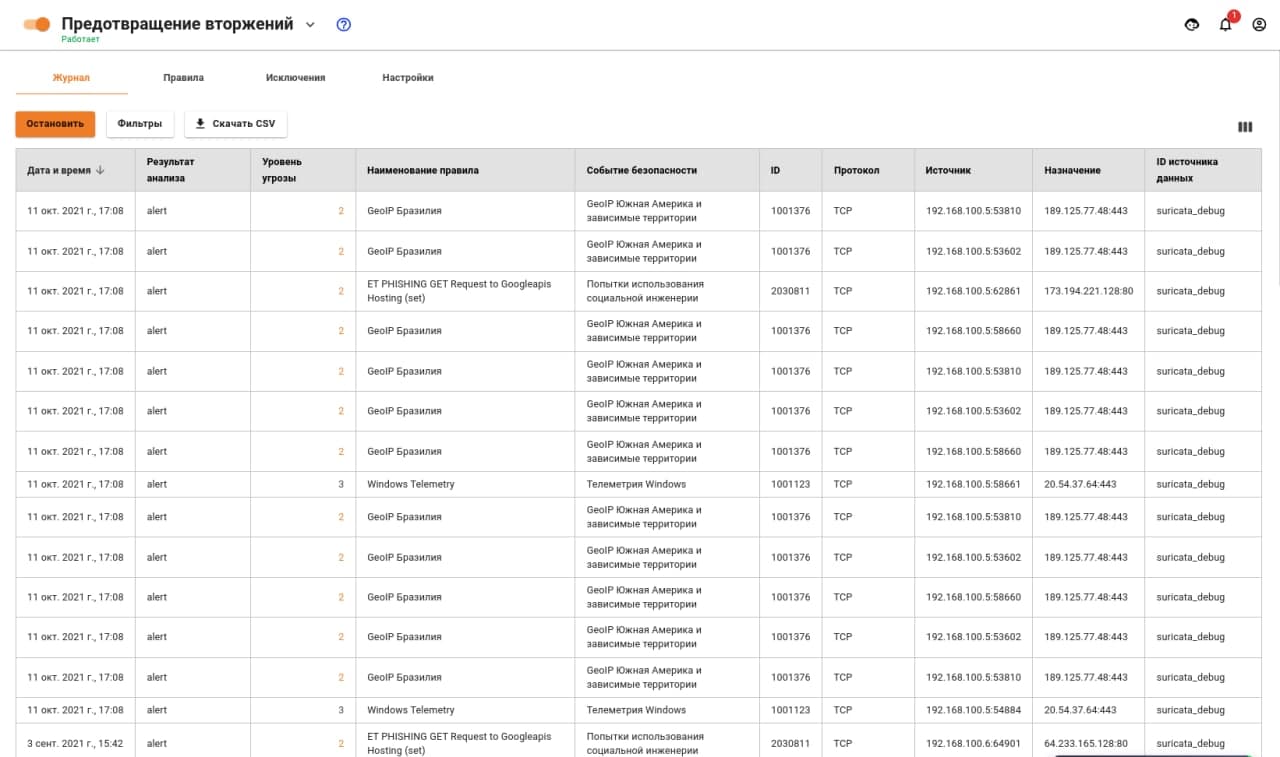 Предотвращение вторжений
Работает
1
Журнал Правила Исключения Настройки
Остановить Фильтры Скачать CSV
Дата и время Результат анализа Уровень угрозы Наименование правила Событие безопасности ID Протокол Источник Назначение ID источника данных
11 окт. 2021 г., 17:08 alert 2 GeoIP Бразилия GeoIP Южная Америка и зависимые территории 1001376 TCP 192.168.100.5:53810 189.125.77.48:443 suricata_debug
11 окт. 2021 г., 17:08 alert 2 GeoIP Бразилия GeoIP Южная Америка и зависимые территории 1001376 TCP 192.168.100.5:53602 189.125.77.48:443 suricata_debug
11 окт. 2021 г., 17:08 alert 2 ET PHISHING GET Request to Googleapis Hosting (set) Попытки использования социальной инженерии 2030811 TCP 192.168.100.5:62861 173.194.221.128:80 suricata_debug
11 окт. 2021 г., 17:08 alert 2 GeoIP Бразилия GeoIP Южная Америка и зависимые территории 1001376 TCP 192.168.100.5:58660 189.125.77.48:443 suricata_debug
11 окт. 2021 г., 17:08 alert 2 GeoIP Бразилия GeoIP Южная Америка и зависимые территории 1001376 TCP 192.168.100.5:53810 189.125.77.48:443 suricata_debug
11 окт. 2021 г., 17:08 alert 2 GeoIP Бразилия GeoIP Южная Америка и зависимые территории 1001376 TCP 192.168.100.5:53602 189.125.77.48:443 suricata_debug
11 окт. 2021 г., 17:08 alert 2 GeoIP Бразилия GeoIP Южная Америка и зависимые территории 1001376 TCP 192.168.100.5:58660 189.125.77.48:443 suricata_debug
11 окт. 2021 г., 17:08 alert 3 Windows Telemetry Телеметрия Windows 1001123 TCP 192.168.100.5:58661 20.54.37.64:443 suricata_debug
11 окт. 2021 г., 17:08 alert 2 GeoIP Бразилия GeoIP Южная Америка и зависимые территории 1001376 TCP 192.168.100.5:53810 189.125.77.48:443 suricata_debug
11 окт. 2021 г., 17:08 alert 2 GeoIP Бразилия GeoIP Южная Америка и зависимые территории 1001376 TCP 192.168.100.5:53602 189.125.77.48:443 suricata_debug
11 окт. 2021 г., 17:08 alert 2 GeoIP Бразилия GeoIP Южная Америка и зависимые территории 1001376 TCP 192.168.100.5:58660 189.125.77.48:443 suricata_debug
11 окт. 2021 г., 17:08 alert 2 GeoIP Бразилия GeoIP Южная Америка и зависимые территории 1001376 TCP 192.168.100.5:53602 189.125.77.48:443 suricata_debug
11 окт. 2021 г., 17:08 alert 2 GeoIP Бразилия GeoIP Южная Америка и зависимые территории 1001376 TCP 192.168.100.5:53810 189.125.77.48:443 suricata_debug
11 окт. 2021 г., 17:08 alert 3 Windows Telemetry Телеметрия Windows 1001123 TCP 192.168.100.5:54884 20.54.37.64:443 suricata_debug
3 сент. 2021 г., 15:42 alert 2 ET PHISHING GET Request to Googleapis Hosting (set) Попытки использования социальной инженерии 2030811 TCP 192.168.100.6:64901 64.233.165.128:80 suricata_debug